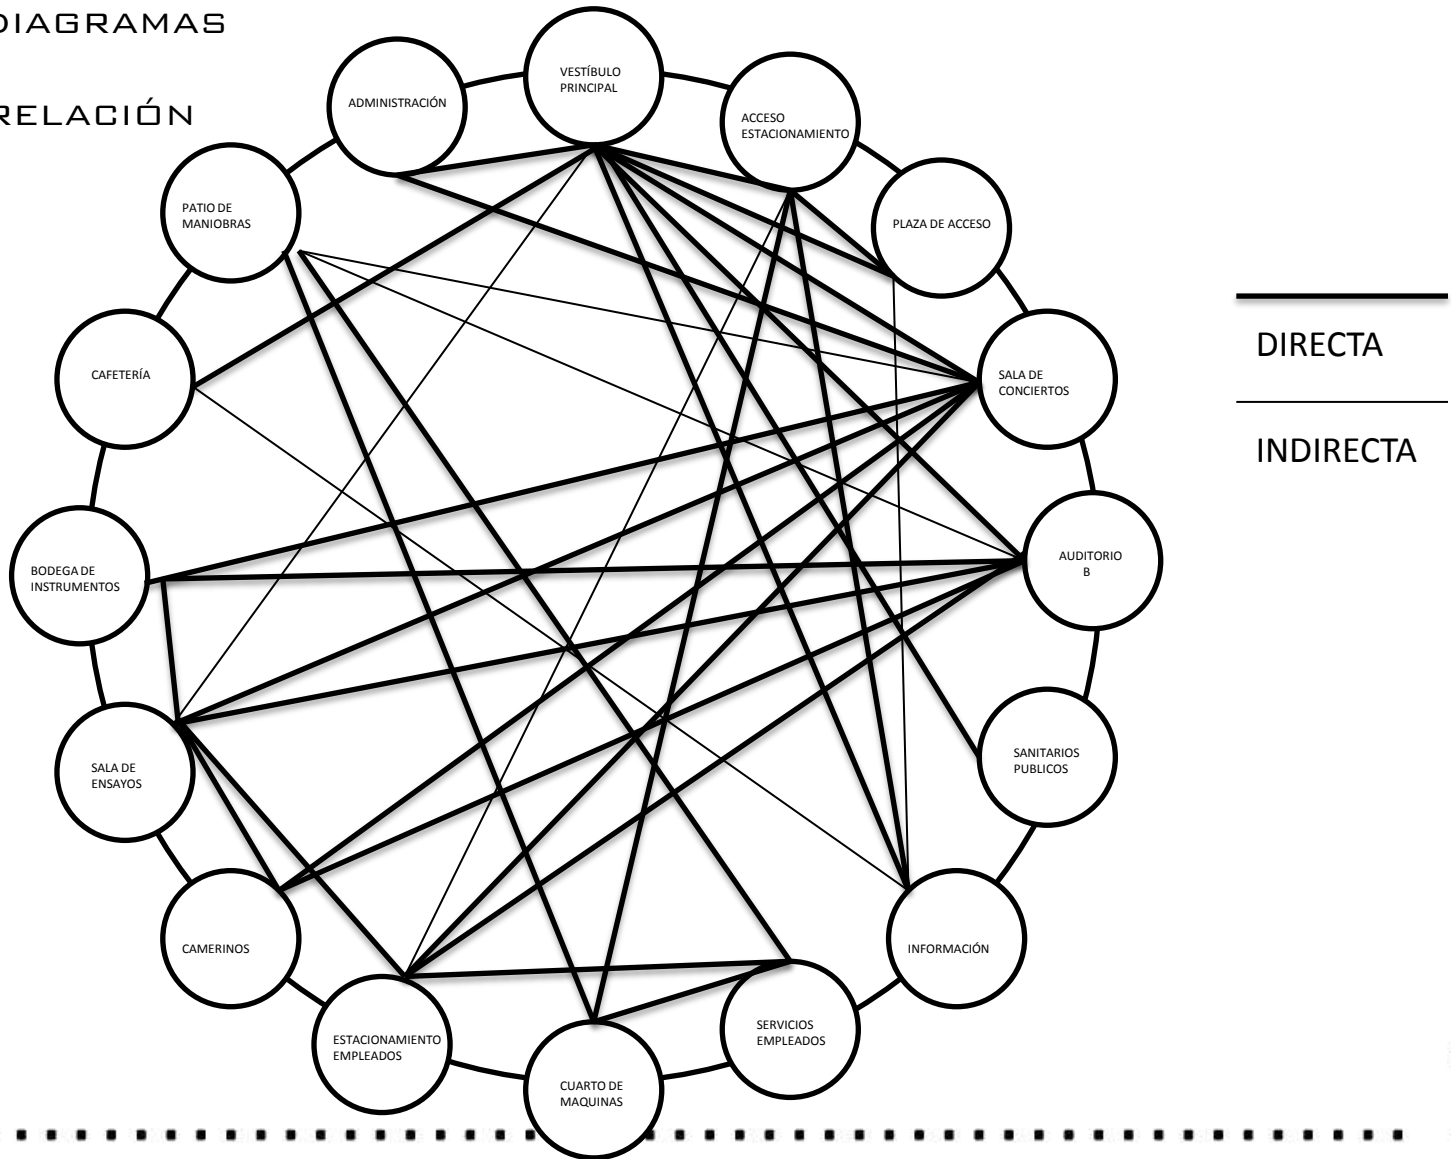 DIAGRAMAS
RELACIÓN
VESTÍBULO
PRINCIPAL
ADMINISTRACIÓN
ACCESO
ESTACIONAMIENTO
PATIO DE
MANIOBRAS
PLAZA DE ACCESO
CAFETERÍA
SALA DE
CONCIERTOS
DIRECTA
INDIRECTA
BODEGA DE
INSTRUMENTOS
AUDITORIO
B
SALA DE
ENSAYOS
SANITARIOS
PUBLICOS
CAMERINOS
INFORMACIÓN
ESTACIONAMIENTO
EMPLEADOS
SERVICIOS
EMPLEADOS
CUARTO DE
MAQUINAS